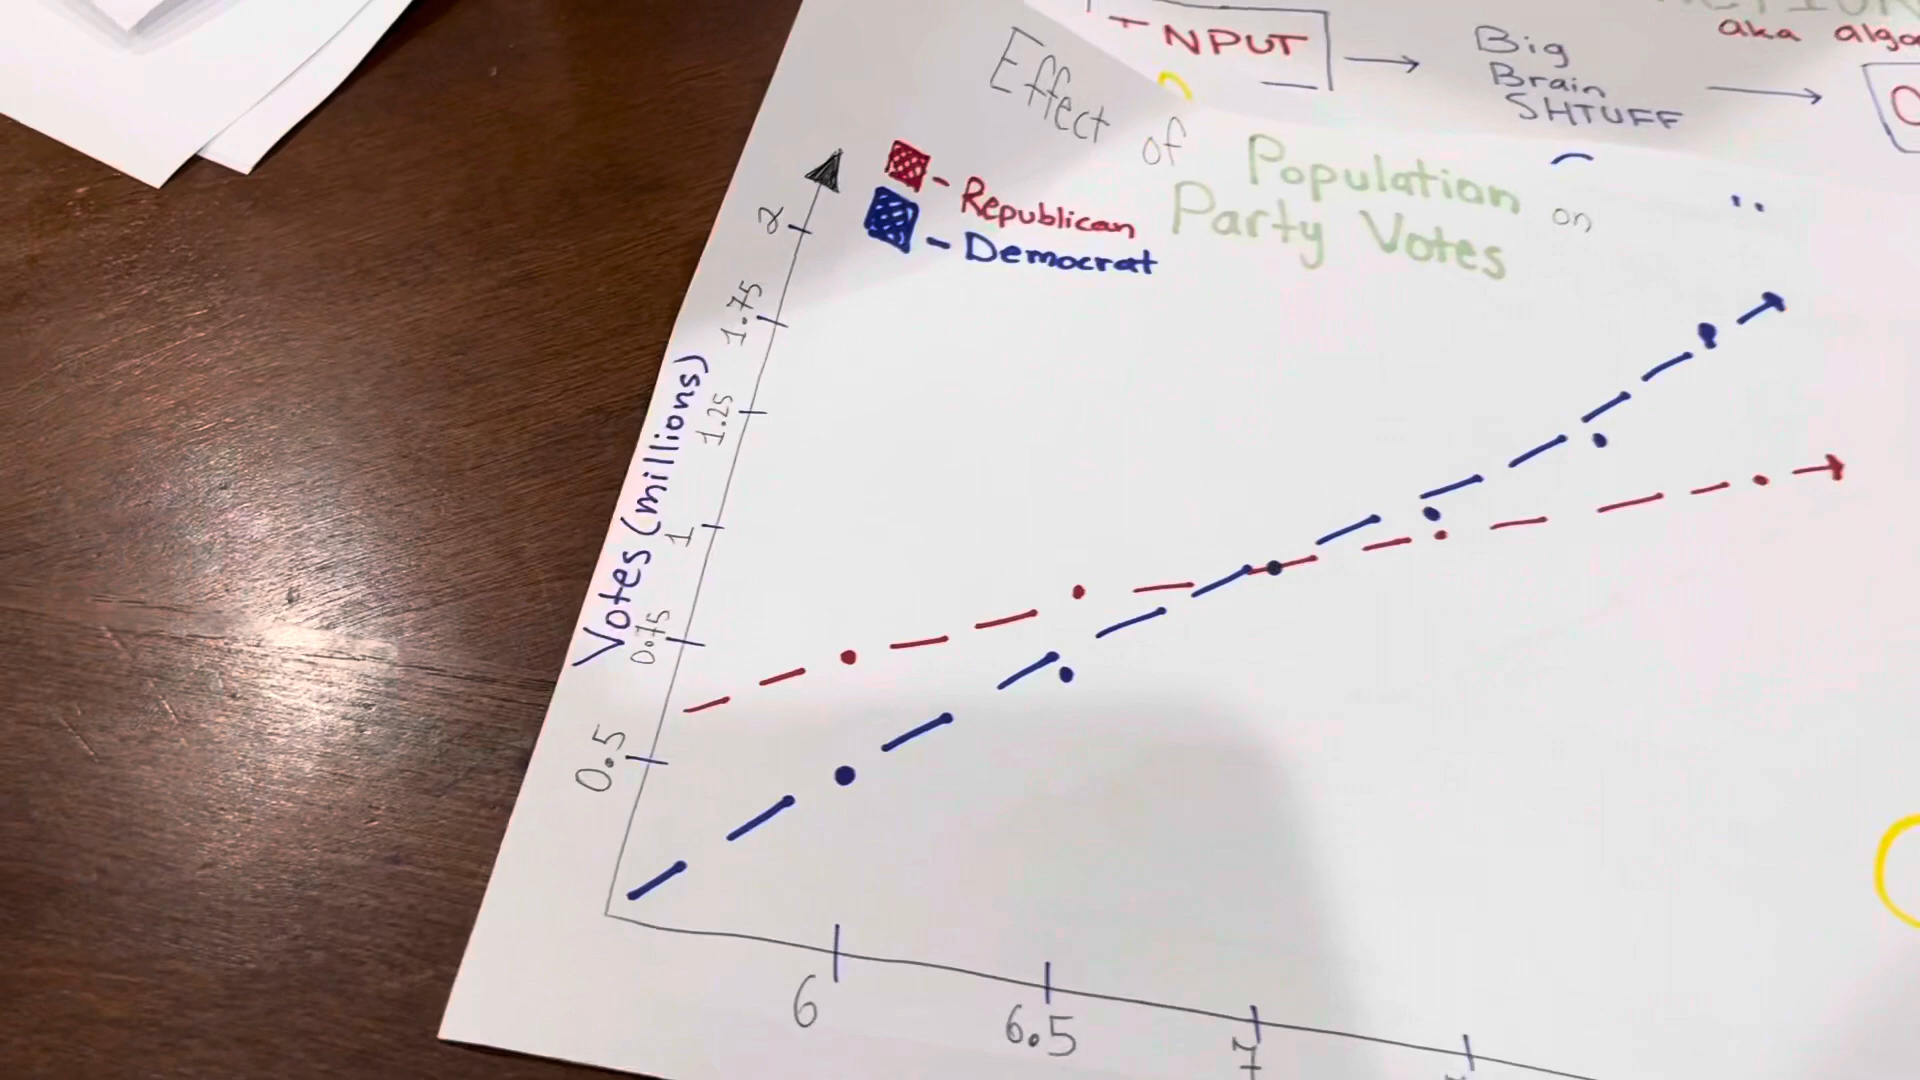 INPUT
Big
Brain
SHTUFF
aka
Effect of Population on
Party Votes
- Republican
- Democrat
Votes (millions)
2
1.75
1.25
1
0.75
0.5
6
6.5
7